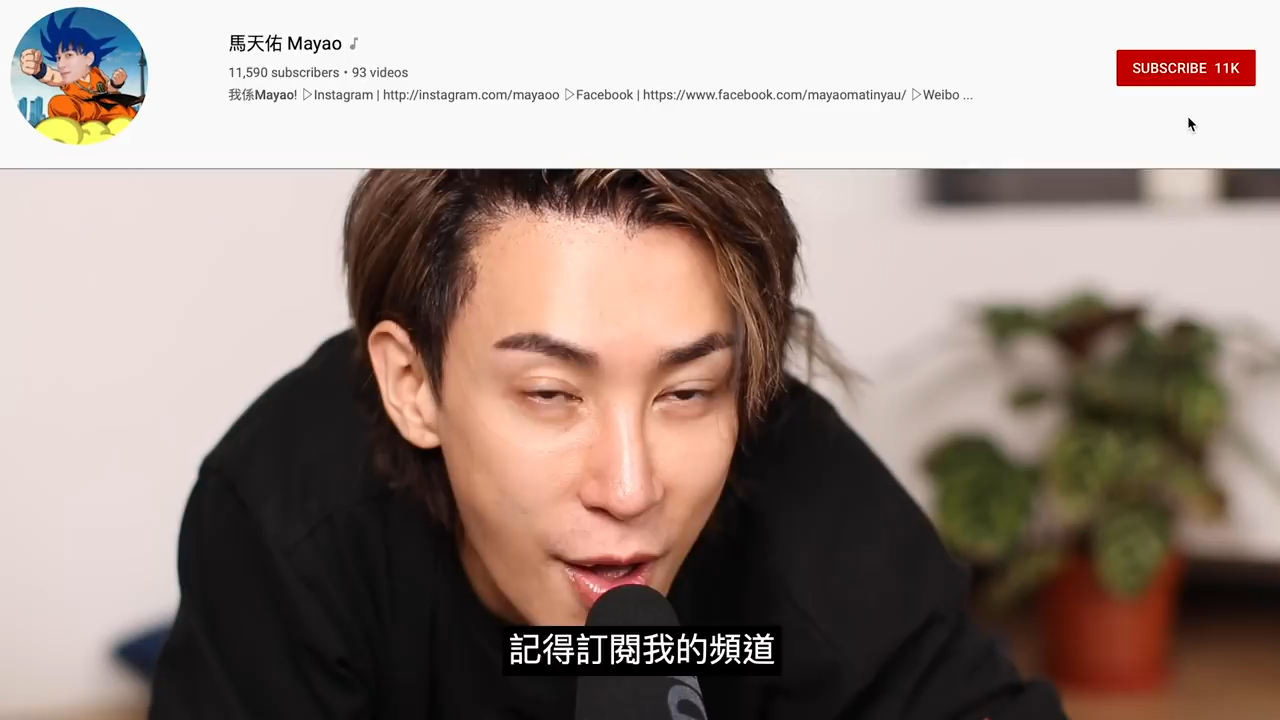 馬天佑 Mayao
11,590 subscribers • 93 videos
我係Mayao! ▷Instagram | http://instagram.com/mayaoo ▷Facebook | https://www.facebook.com/mayaomatinyau/ ▷Weibo ...
SUBSCRIBE 11K
記得訂閱我的頻道